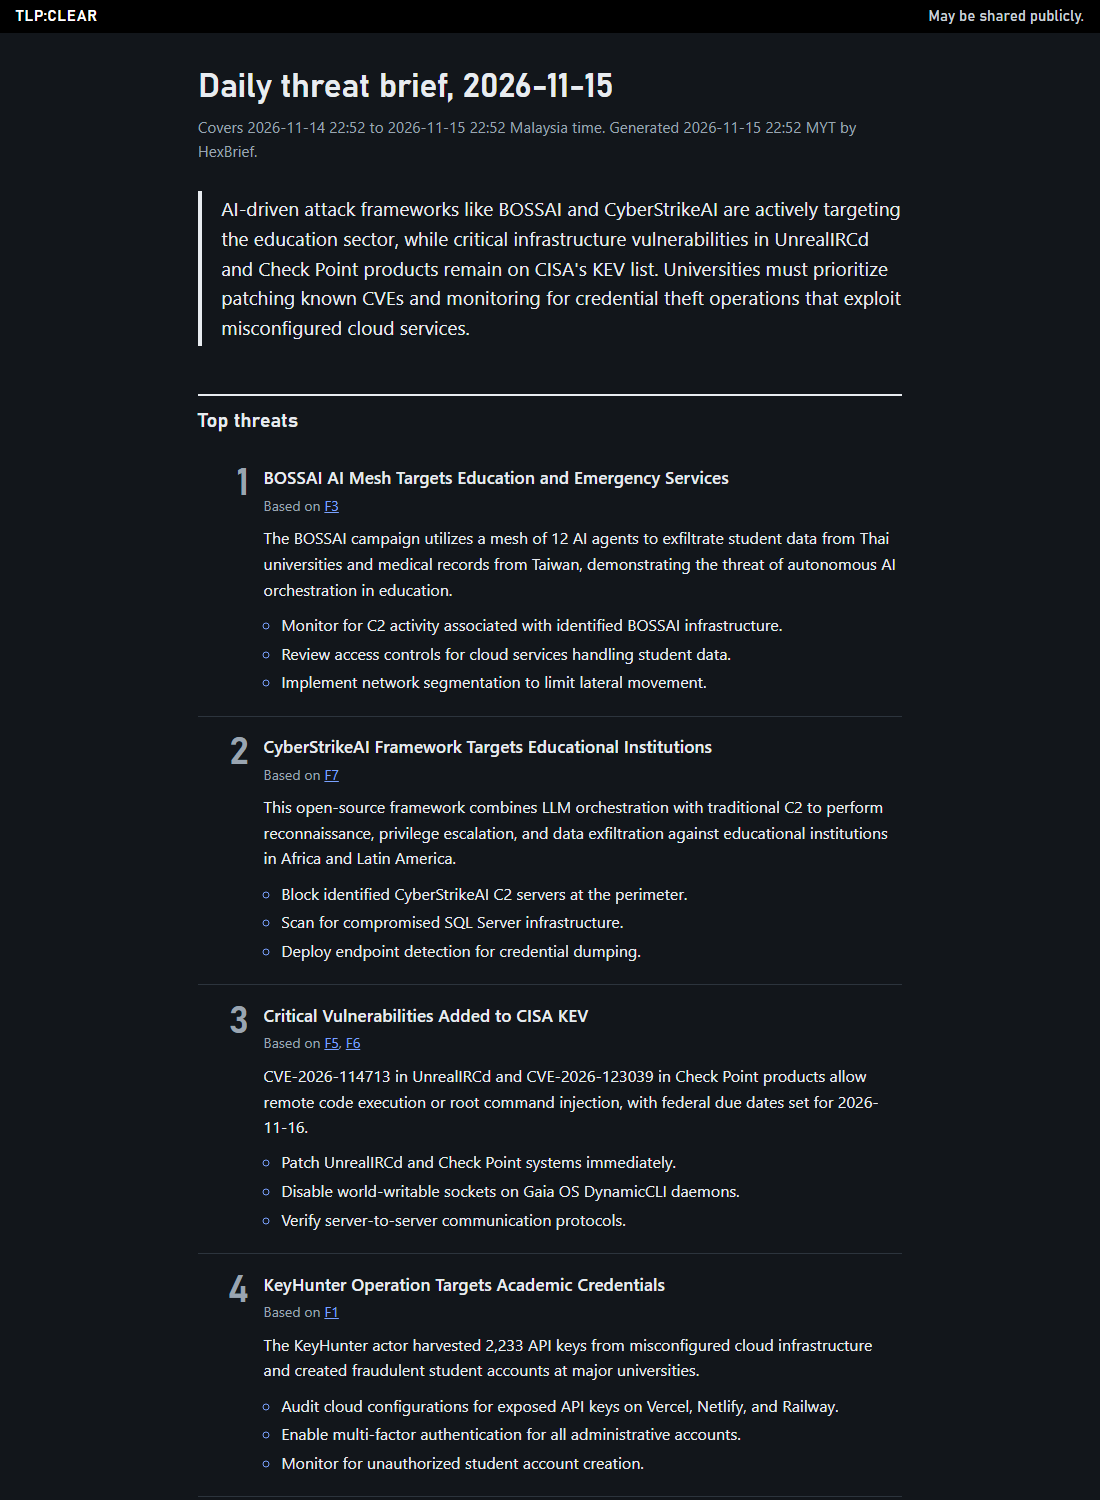 TLP:CLEAR
May be shared publicly.
Daily threat brief, 2026-11-15
Covers 2026-11-14 22:52 to 2026-11-15 22:52 Malaysia time. Generated 2026-11-15 22:52 MYT by
HexBrief.
AI-driven attack frameworks like BOSSAI and CyberStrikeAI are actively targeting
the education sector, while critical infrastructure vulnerabilities in UnrealIRCd
and Check Point products remain on CISA's KEV list. Universities must prioritize
patching known CVEs and monitoring for credential theft operations that exploit
misconfigured cloud services.
Top threats
1 BOSSAI AI Mesh Targets Education and Emergency Services
Based on F3
The BOSSAI campaign utilizes a mesh of 12 AI agents to exfiltrate student data from Thai
universities and medical records from Taiwan, demonstrating the threat of autonomous AI
orchestration in education.
Monitor for C2 activity associated with identified BOSSAI infrastructure.
Review access controls for cloud services handling student data.
Implement network segmentation to limit lateral movement.
2 CyberStrikeAI Framework Targets Educational Institutions
Based on F7
This open-source framework combines LLM orchestration with traditional C2 to perform
reconnaissance, privilege escalation, and data exfiltration against educational institutions
in Africa and Latin America.
Block identified CyberStrikeAI C2 servers at the perimeter.
Scan for compromised SQL Server infrastructure.
Deploy endpoint detection for credential dumping.
3 Critical Vulnerabilities Added to CISA KEV
Based on F5, F6
CVE-2026-114713 in UnrealIRCd and CVE-2026-123039 in Check Point products allow
remote code execution or root command injection, with federal due dates set for 2026-
11-16.
Patch UnrealIRCd and Check Point systems immediately.
Disable world-writable sockets on Gaia OS DynamicCLI daemons.
Verify server-to-server communication protocols.
4 KeyHunter Operation Targets Academic Credentials
Based on F1
The KeyHunter actor harvested 2,233 API keys from misconfigured cloud infrastructure
and created fraudulent student accounts at major universities.
Audit cloud configurations for exposed API keys on Vercel, Netlify, and Railway.
Enable multi-factor authentication for all administrative accounts.
Monitor for unauthorized student account creation.